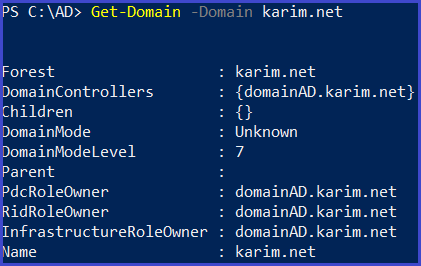 PS C:\AD> Get-Domain -Domain karim.net
Forest : karim.net
DomainControllers : {domainAD.karim.net}
Children : {}
DomainMode : Unknown
DomainModeLevel : 7
Parent :
PdcRoleOwner : domainAD.karim.net
RidRoleOwner : domainAD.karim.net
InfrastructureRoleOwner : domainAD.karim.net
Name : karim.net